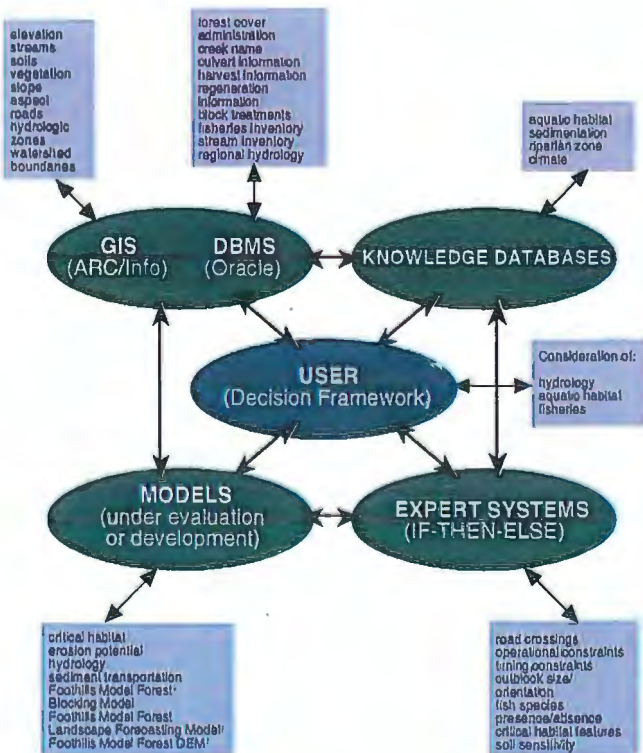 elevation
streams
soils
vegetation
slope
aspect
roads
hydrologic
zones
watershed
boundaries
forest cover
administration
creek name
culvert information
harvest information
regeneration
information
block treatments
fisheries inventory
stream inventory
regional hydrology
aquatic habitat
sedimentation
riparian zone
climate
GIS
(ARC/Info)
DBMS
(Oracle)
KNOWLEDGE DATABASES
USER
(Decision Framework)
Consideration of:
hydrology
aquatic habitat
fisheries
MODELS
(under evaluation
or development)
EXPERT SYSTEMS
(IF-THEN-ELSE)
critical habitat
erosion potential
hydrology
sediment transportation
Foothills Model Forest
Blocking Model
Foothills Model Forest
Landscape Forecasting Model
Foothills Model Forest DEM
road crossings
operational constraints
timing constraints
cutblock size/
orientation
fish species
presence/absence
critical habitat features
soil sensitivity